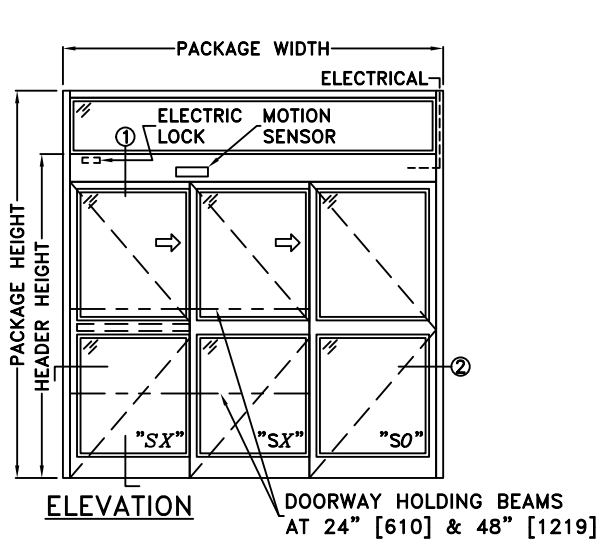 PACKAGE WIDTH
ELECTRICAL
ELECTRIC
LOCK
MOTION
SENSOR
1
PACKAGE HEIGHT
HEADER HEIGHT
2
"SX"
"SX"
"SO"
ELEVATION
DOORWAY HOLDING BEAMS
AT 24" [610] & 48" [1219]